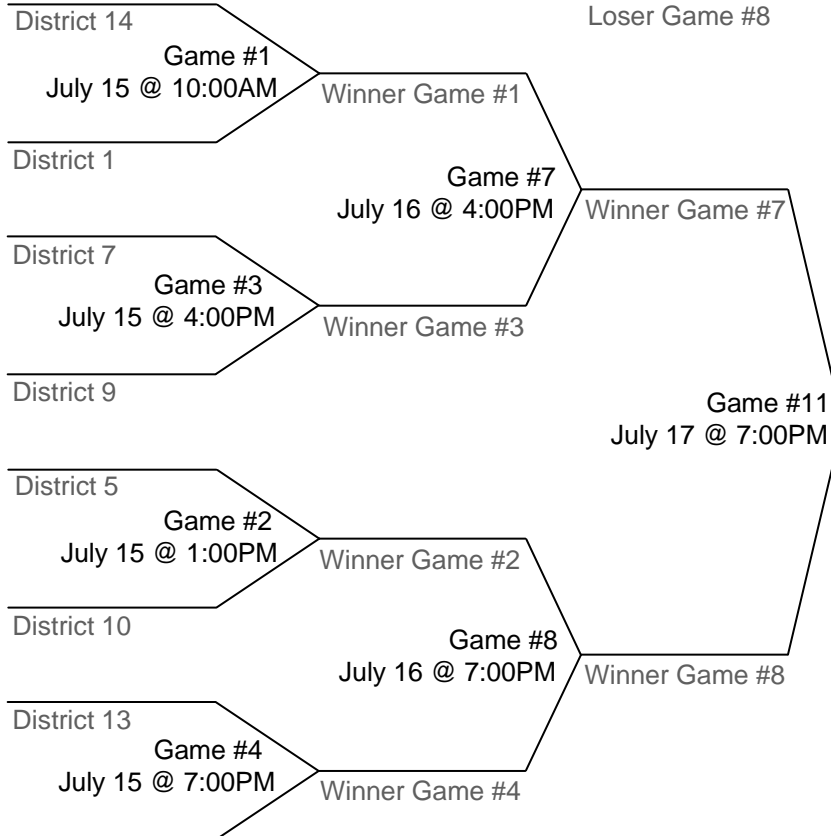 District 14
Loser Game #8
Game #1
July 15 @ 10:00AM
Winner Game #1
District 1
Game #7
July 16 @ 4:00PM
Winner Game #7
District 7
Game #3
July 15 @ 4:00PM
Winner Game #3
District 9
Game #11
July 17 @ 7:00PM
District 5
Game #2
July 15 @ 1:00PM
Winner Game #2
District 10
Game #8
July 16 @ 7:00PM
Winner Game #8
District 13
Game #4
July 15 @ 7:00PM
Winner Game #4